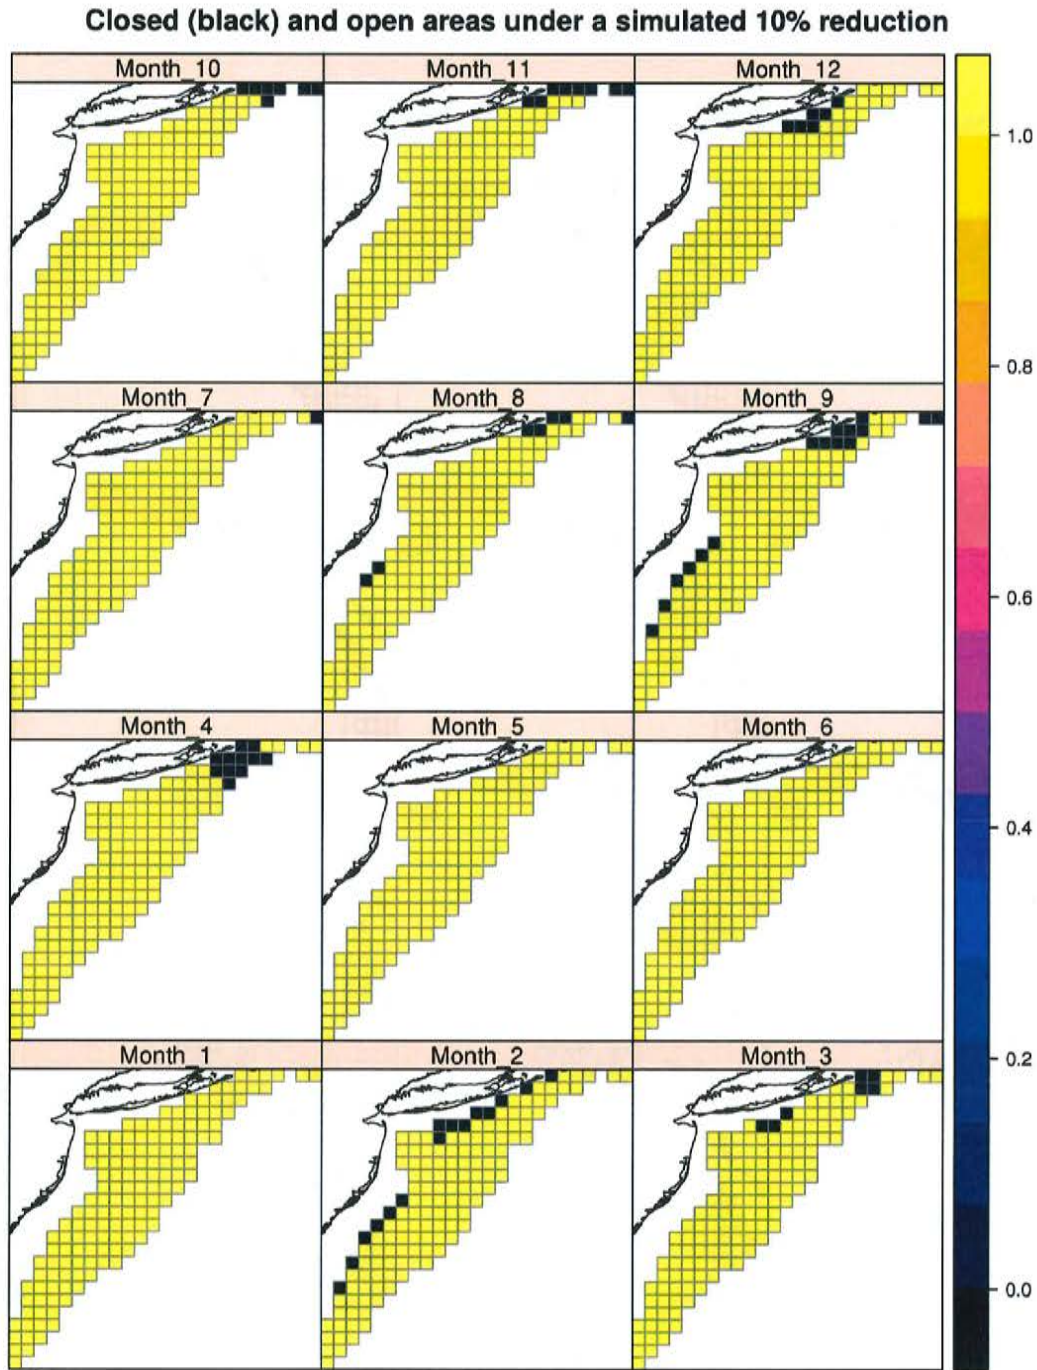 Closed (black) and open areas under a simulated 10% reduction
Month_10
Month_11
Month_12
Month_7
Month_8
Month_9
Month_4
Month_5
Month_6
Month_1
Month_2
Month_3
1.0
0.8
0.6
0.4
0.2
0.0